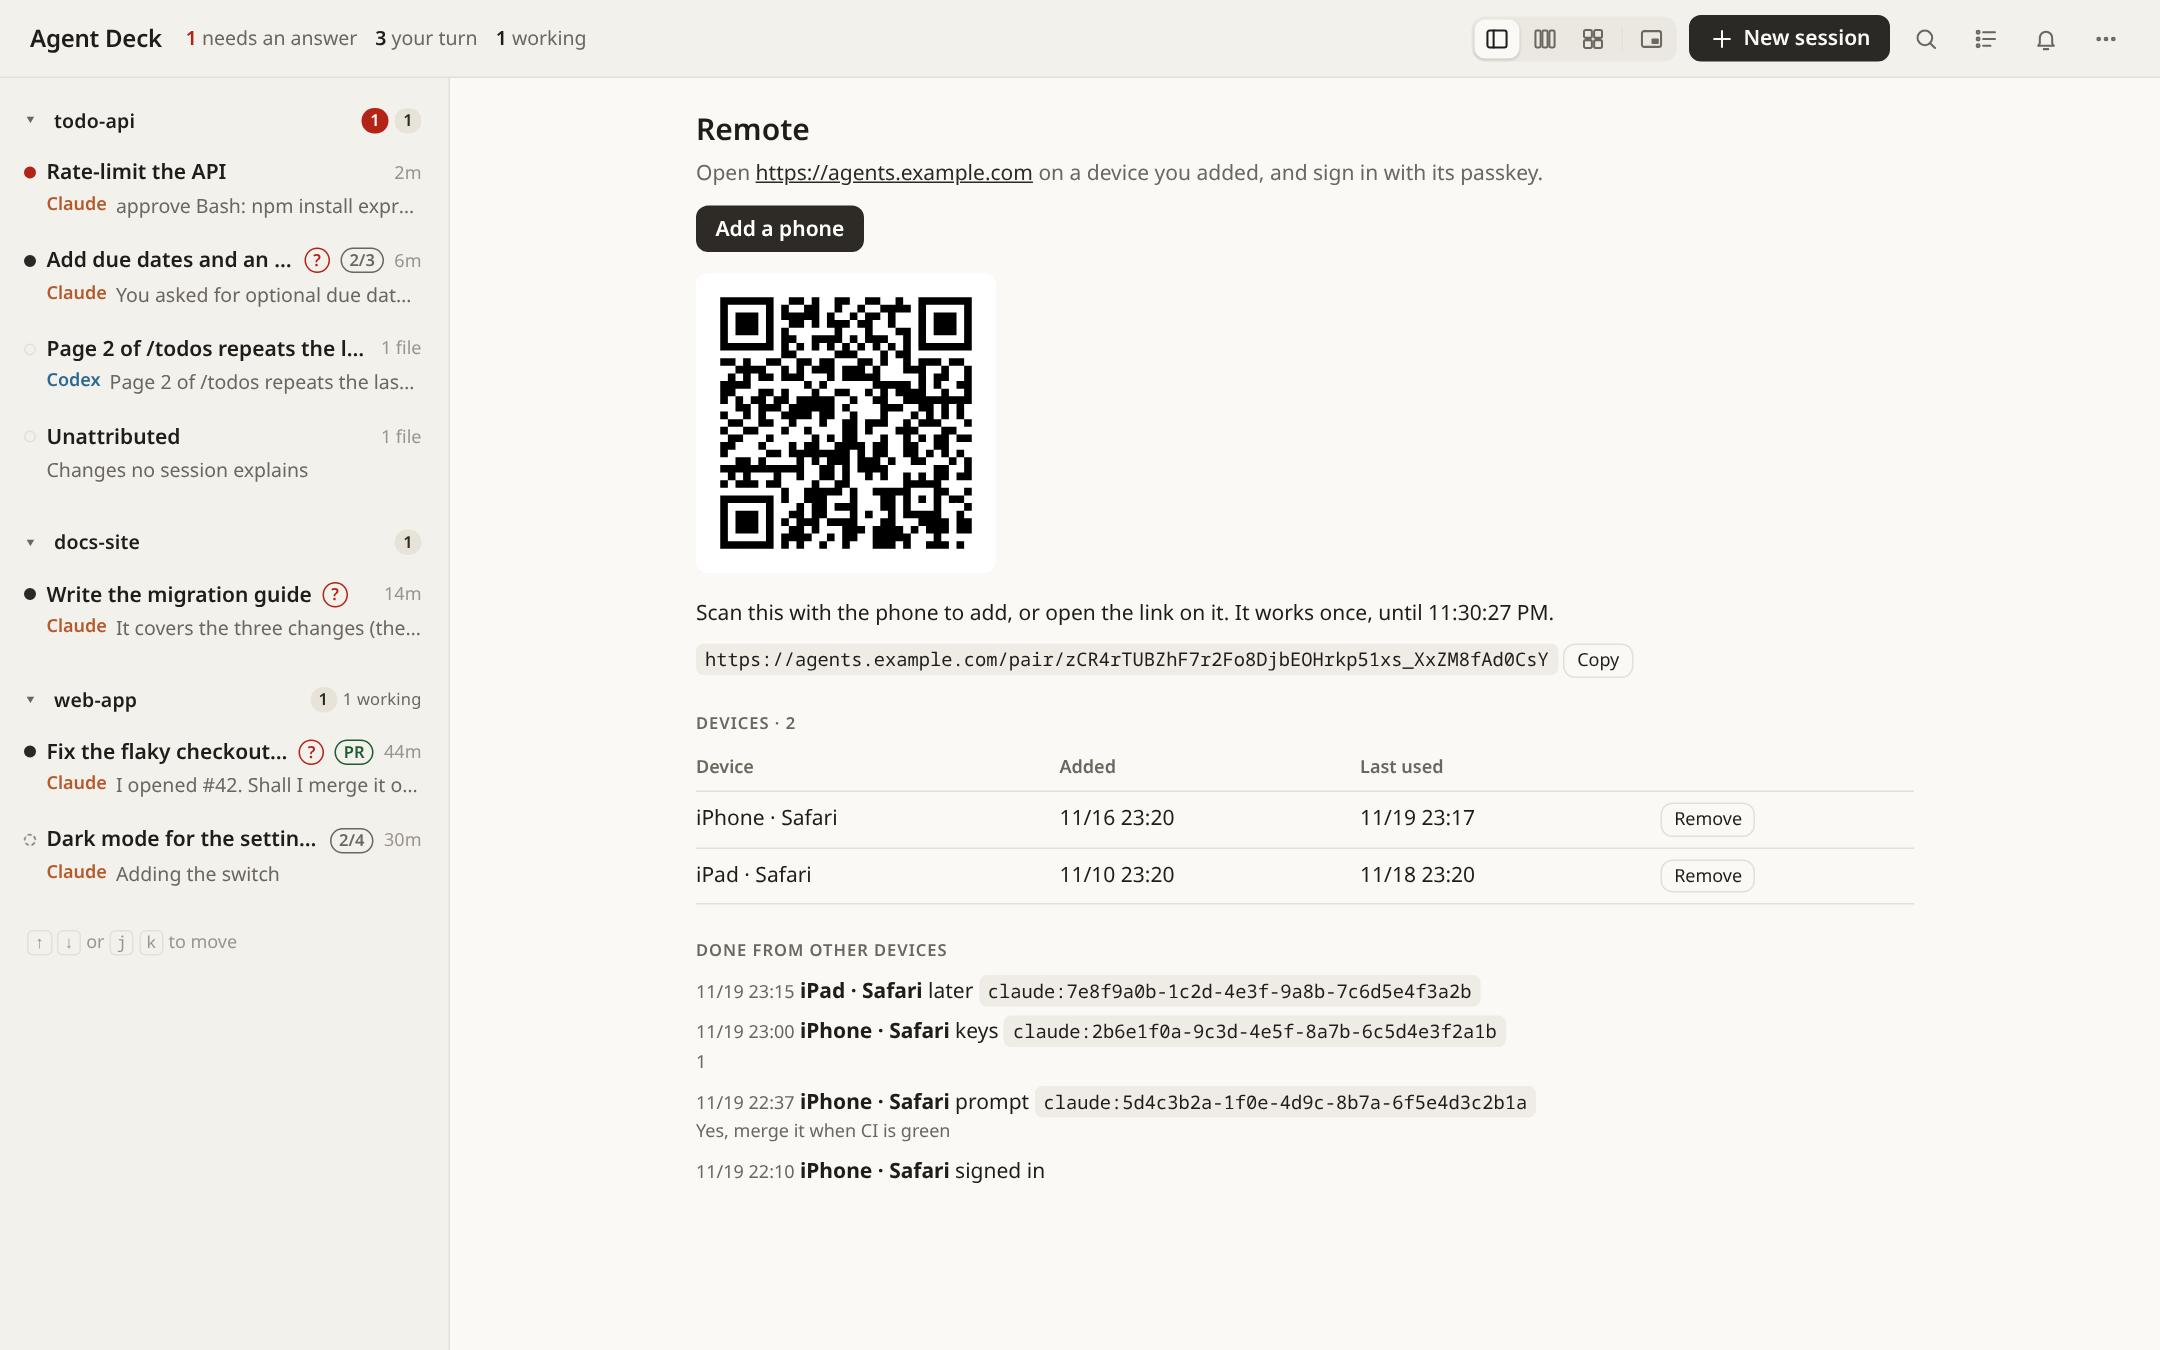 Agent Deck 1 needs an answer 3 your turn 1 working
New session
todo-api 1 1
Rate-limit the API 2m
Claude approve Bash: npm install expr...
Add due dates and an ... ? 2/3 6m
Claude You asked for optional due dat...
Page 2 of /todos repeats the l... 1 file
Codex Page 2 of /todos repeats the las...
Unattributed 1 file
Changes no session explains
docs-site 1
Write the migration guide ? 14m
Claude It covers the three changes (the...
web-app 1 1 working
Fix the flaky checkout... ? PR 44m
Claude I opened #42. Shall I merge it o...
Dark mode for the settin... 2/4 30m
Claude Adding the switch
↑ ↓ or j k to move
Remote
Open https://agents.example.com on a device you added, and sign in with its passkey.
Add a phone
Scan this with the phone to add, or open the link on it. It works once, until 11:30:27 PM.
https://agents.example.com/pair/zCR4rTUBZhF7r2Fo8DjbEOHrkp51xs_XxZM8fAd0CsY Copy
DEVICES · 2
Device Added Last used
iPhone · Safari 11/16 23:20 11/19 23:17 Remove
iPad · Safari 11/10 23:20 11/18 23:20 Remove
DONE FROM OTHER DEVICES
11/19 23:15 iPad · Safari later claude:7e8f9a0b-1c2d-4e3f-9a8b-7c6d5e4f3a2b
11/19 23:00 iPhone · Safari keys claude:2b6e1f0a-9c3d-4e5f-8a7b-6c5d4e3f2a1b
1
11/19 22:37 iPhone · Safari prompt claude:5d4c3b2a-1f0e-4d9c-8b7a-6f5e4d3c2b1a
Yes, merge it when CI is green
11/19 22:10 iPhone · Safari signed in